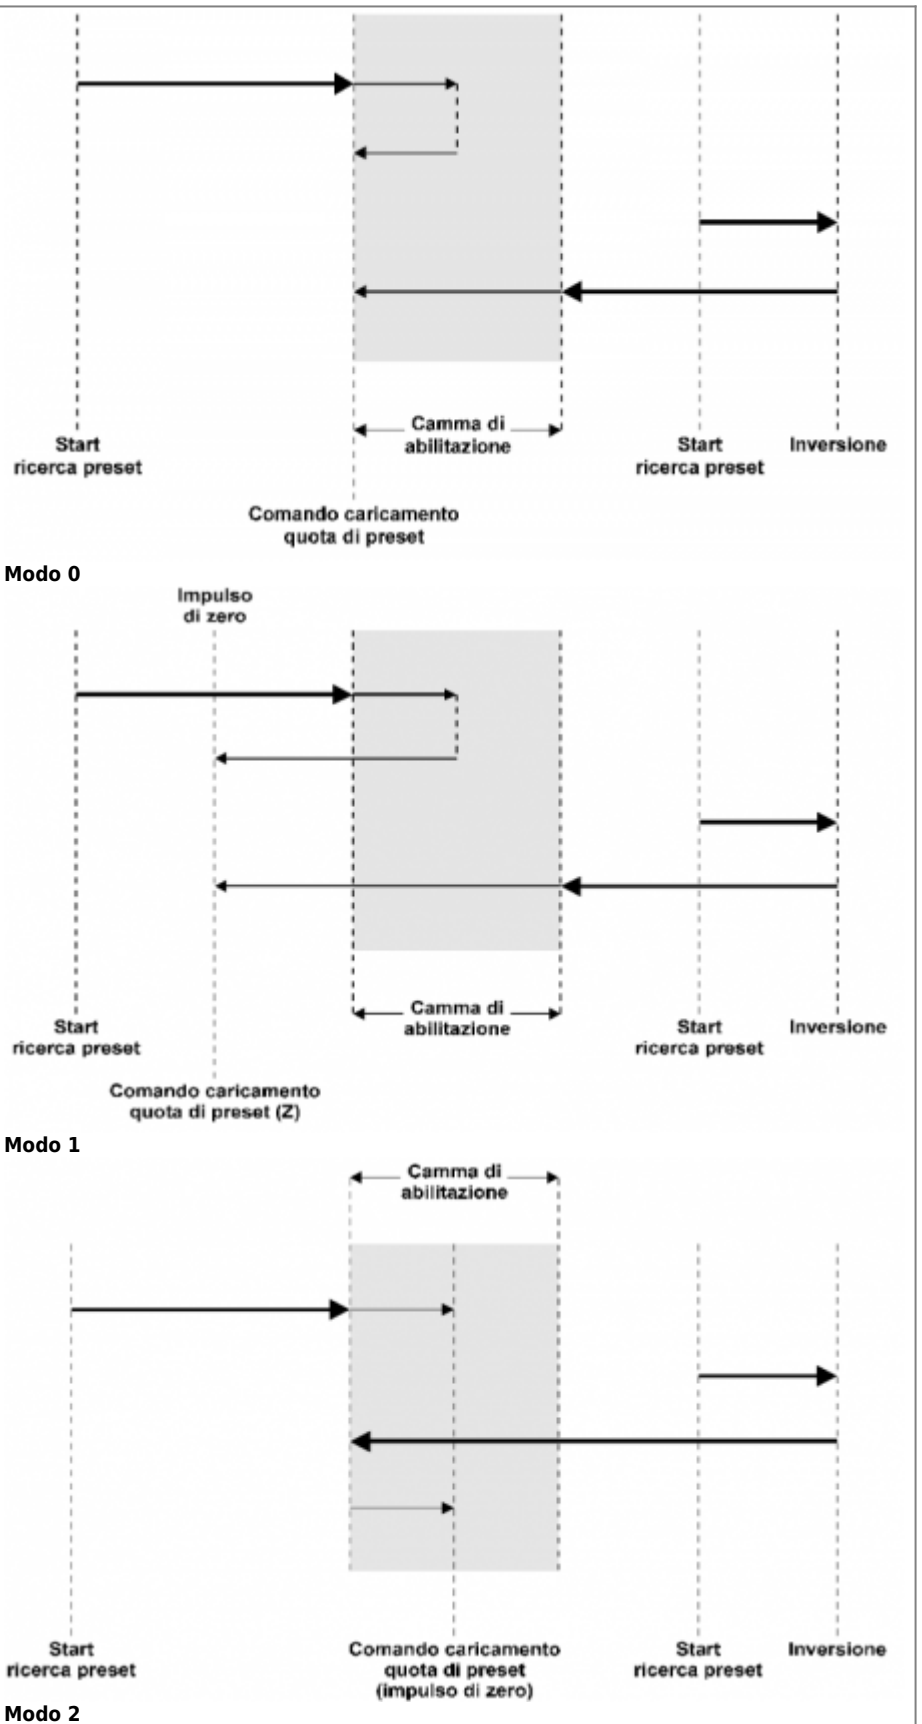 Camma di
abilitazione
Start
ricerca preset
Start
ricerca preset
Inversione
Comando caricamento
quota di preset
Modo 0
Impulso
di zero
Camma di
abilitazione
Start
ricerca preset
Start
ricerca preset
Inversione
Comando caricamento
quota di preset (Z)
Modo 1
Camma di
abilitazione
Start
ricerca preset
Comando caricamento
quota di preset
(impulso di zero)
Start
ricerca preset
Inversione
Modo 2